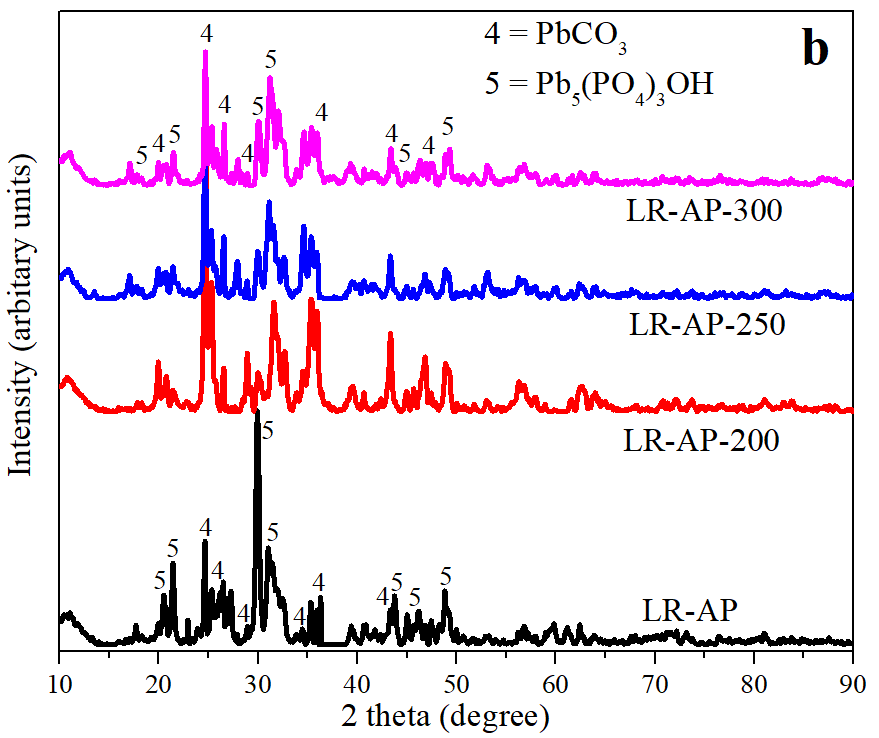 4 = PbCO₃
b
5 = Pb₅(PO₄)₃OH
4
5
5 4 5 4 4 5 4 4 5 4 5
LR-AP-300
LR-AP-250
LR-AP-200
5
4 5
5 5 4 4 4 4 4 5 5 5
LR-AP
Intensity (arbitary units)
10 20 30 40 50 60 70 80 90
2 theta (degree)